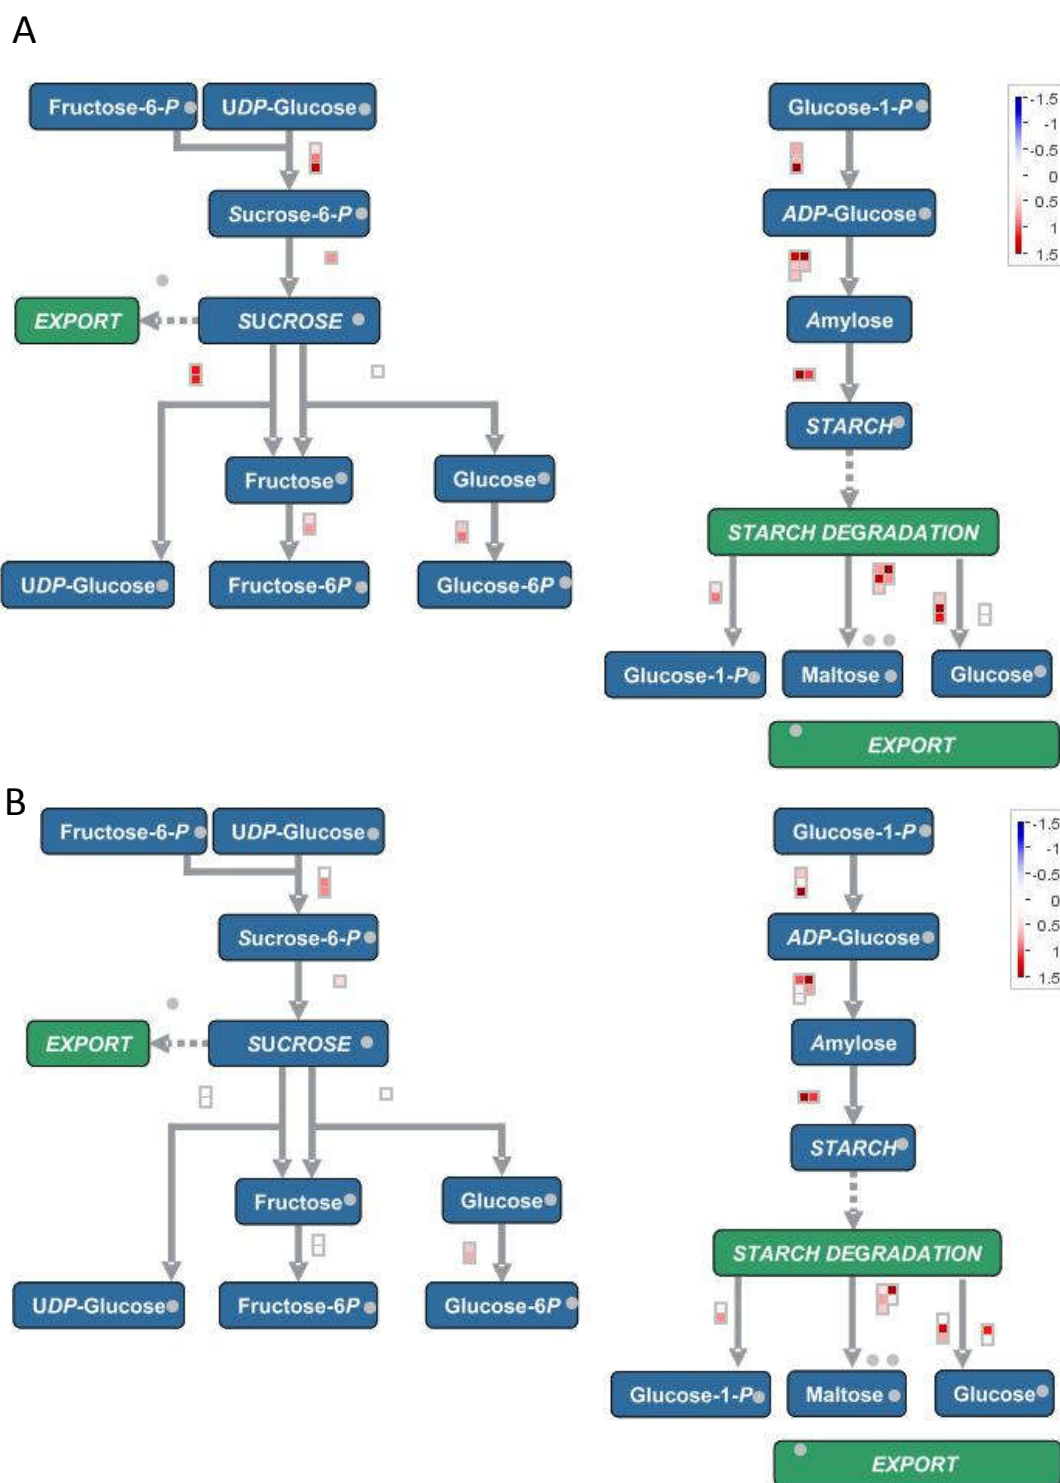 A
Fructose-6-P
UDP-Glucose
Glucose-1-P
-1.5
-1
-0.5
0
0.5
1
1.5
Sucrose-6-P
ADP-Glucose
EXPORT
SUCROSE
Amylose
STARCH
Fructose
Glucose
STARCH DEGRADATION
UDP-Glucose
Fructose-6P
Glucose-6P
Glucose-1-P
Maltose
Glucose
EXPORT
B
Fructose-6-P
UDP-Glucose
Glucose-1-P
-1.5
-1
-0.5
0
0.5
1
1.5
Sucrose-6-P
ADP-Glucose
EXPORT
SUCROSE
Amylose
STARCH
Fructose
Glucose
STARCH DEGRADATION
UDP-Glucose
Fructose-6P
Glucose-6P
Glucose-1-P
Maltose
Glucose
EXPORT